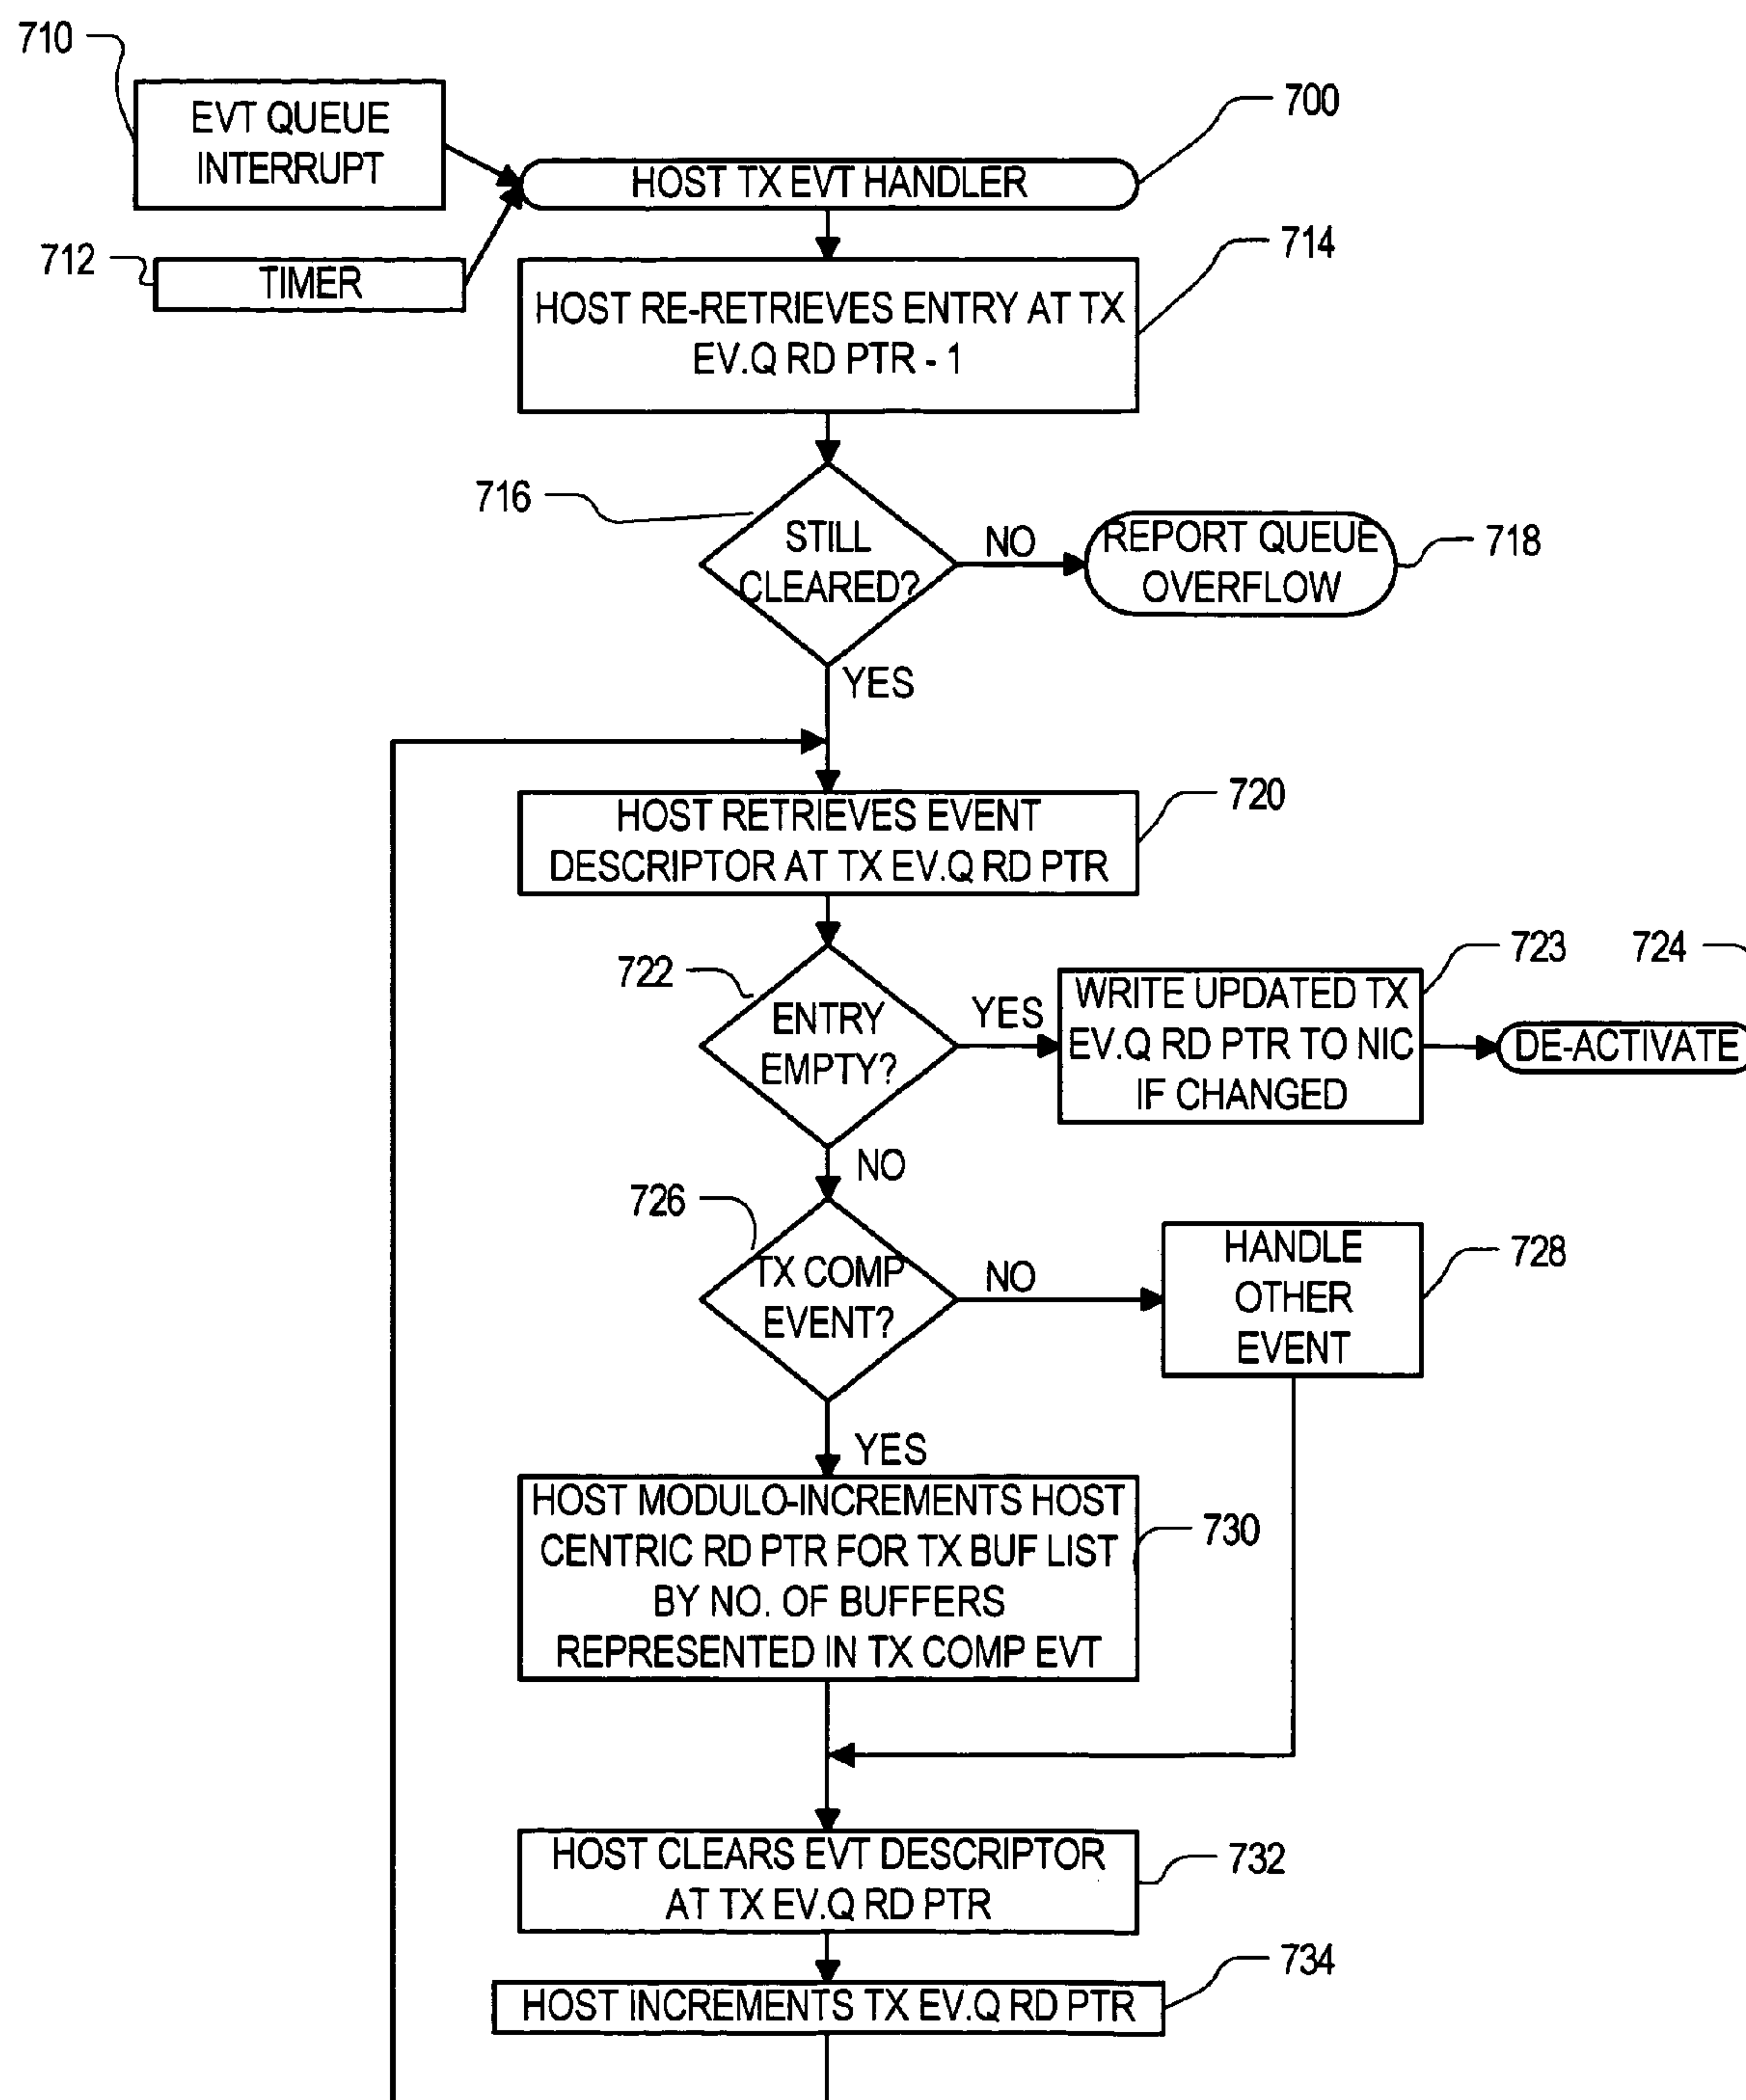 710
EVT QUEUE
INTERRUPT
700
HOST TX EVT HANDLER
712
TIMER
714
HOST RE-RETRIEVES ENTRY AT TX
EV.Q RD PTR - 1
716
STILL
CLEARED?
NO
REPORT QUEUE
OVERFLOW
718
YES
720
HOST RETRIEVES EVENT
DESCRIPTOR AT TX EV.Q RD PTR
722
ENTRY
EMPTY?
YES
WRITE UPDATED TX
EV.Q RD PTR TO NIC
IF CHANGED
723
724
DE-ACTIVATE
NO
726
TX COMP
EVENT?
NO
HANDLE
OTHER
EVENT
728
YES
HOST MODULO-INCREMENTS HOST
CENTRIC RD PTR FOR TX BUF LIST
BY NO. OF BUFFERS
REPRESENTED IN TX COMP EVT
730
HOST CLEARS EVT DESCRIPTOR
AT TX EV.Q RD PTR
732
734
HOST INCREMENTS TX EV.Q RD PTR